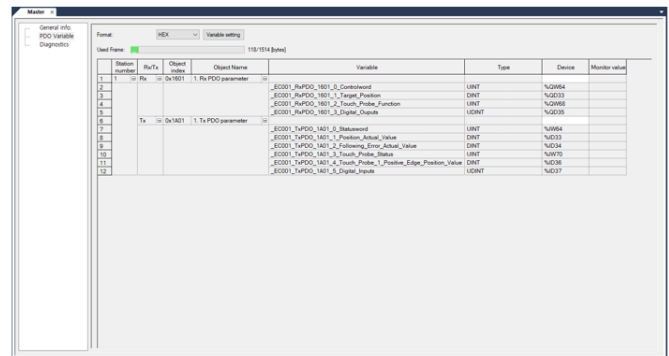 Master ×
General Info.
PDO Variable
Diagnostics
Format: HEX Variable setting
Used Frame: 118/1514 [bytes]
Station number Rx/Tx Object index Object Name Variable Type Device Monitor value
1 1 Rx 0x1601 1. Rx PDO parameter
2 _EC001_RxPDO_1601_0_Controlword UINT %QW64
3 _EC001_RxPDO_1601_1_Target_Position DINT %QD33
4 _EC001_RxPDO_1601_2_Touch_Probe_Function UINT %QW68
5 _EC001_RxPDO_1601_3_Digital_Ouputs UDINT %QD35
6 Tx 0x1A01 1. Tx PDO parameter
7 _EC001_TxPDO_1A01_0_Statusword UINT %IW64
8 _EC001_TxPDO_1A01_1_Position_Actual_Value DINT %ID33
9 _EC001_TxPDO_1A01_2_Following_Error_Actual_Value DINT %ID34
10 _EC001_TxPDO_1A01_3_Touch_Probe_Status UINT %IW70
11 _EC001_TxPDO_1A01_4_Touch_Probe_1_Positive_Edge_Position_Value DINT %ID36
12 _EC001_TxPDO_1A01_5_Digital_Inputs UDINT %ID37